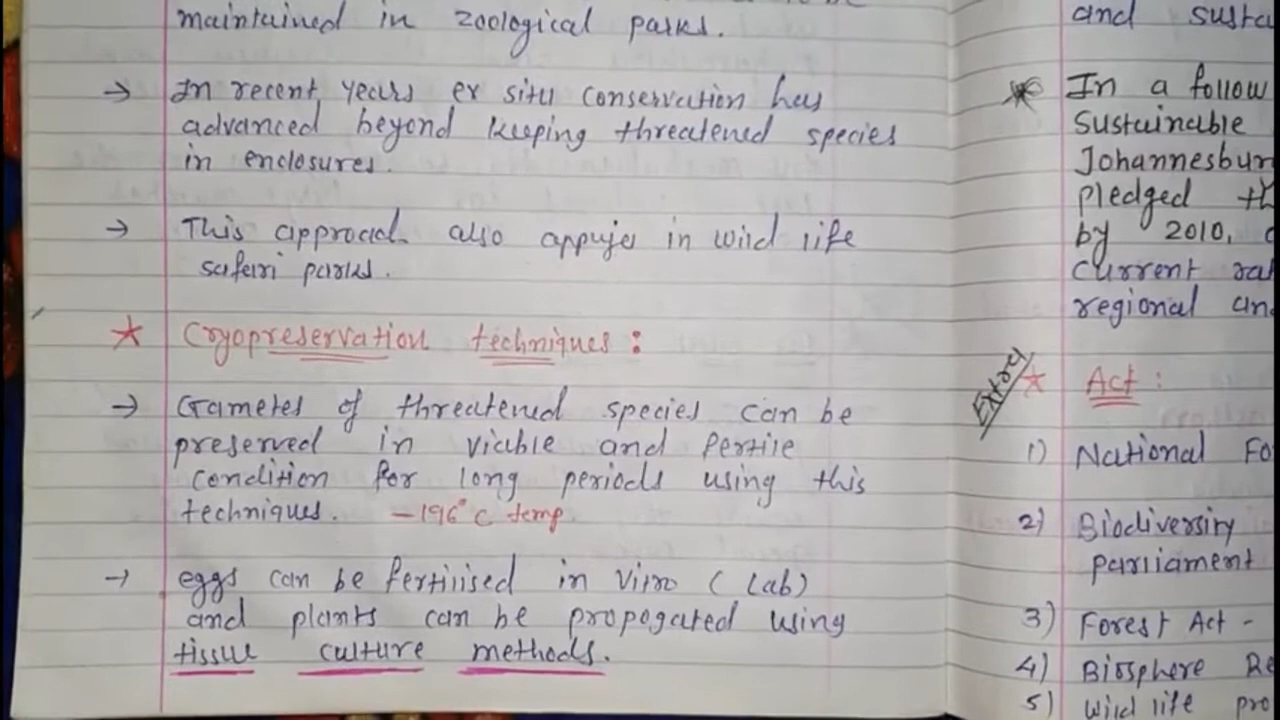 maintained in zoological parks.
→ In recent years ex situ conservation has
advanced beyond keeping threatened species
in enclosures.
→ This approach also applies in wild life
safari parks.
★ Cryopreservation techniques :
→ Gametes of threatened species can be
preserved in viable and fertile
condition for long periods using this
techniques. -196°C temp.
→ eggs can be fertilised in vitro (Lab)
and plants can be propogated using
tissue culture methods.
and susta
★ In a follow
Sustainable
Johannesbur
pledged th
by 2010,
current rat
regional an
Extra
★ Act :
1) National Fo
2) Biodiversity
parliament
3) Forest Act -
4) Biosphere Re
5) Wild life pro